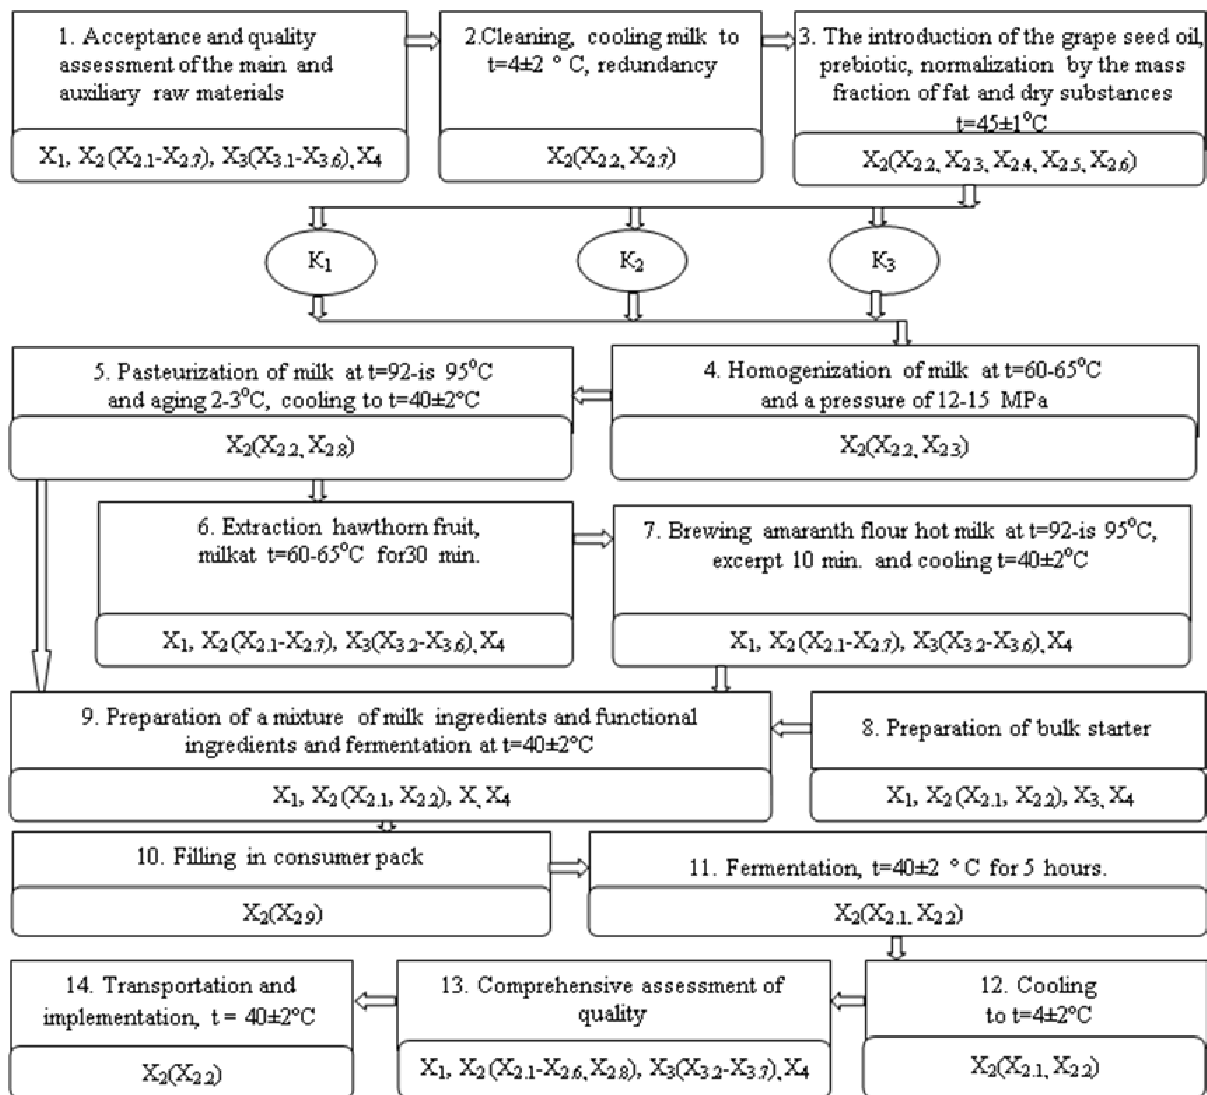 1. Acceptance and quality
assessment of the main and
auxiliary raw materials
X1, X2(X2.1-X2.7), X3(X3.1-X3.6), X4
2.Cleaning, cooling milk to
t=4±2 ° C, redundancy
X2(X2.2, X2.7)
3. The introduction of the grape seed oil,
prebiotic, normalization by the mass
fraction of fat and dry substances
t=45±1°C
X2(X2.2, X2.3, X2.4, X2.5, X2.6)
K1
K2
K3
5. Pasteurization of milk at t=92-is 95°C
and aging 2-3°C, cooling to t=40±2°C
X2(X2.2, X2.8)
4. Homogenization of milk at t=60-65°C
and a pressure of 12-15 MPa
X2(X2.2, X2.3)
6. Extraction hawthorn fruit,
milkat t=60-65°C for30 min.
X1, X2(X2.1-X2.7), X3(X3.2-X3.6), X4
7. Brewing amaranth flour hot milk at t=92-is 95°C,
excerpt 10 min. and cooling t=40±2°C
X1, X2(X2.1-X2.7), X3(X3.2-X3.6), X4
9. Preparation of a mixture of milk ingredients and functional
ingredients and fermentation at t=40±2°C
X1, X2(X2.1, X2.2), X, X4
8. Preparation of bulk starter
X1, X2(X2.1, X2.2), X3, X4
10. Filling in consumer pack
X2(X2.9)
11. Fermentation, t=40±2 ° C for 5 hours.
X2(X2.1, X2.2)
14. Transportation and
implementation, t = 40±2°C
X2(X2.2)
13. Comprehensive assessment of
quality
X1, X2(X2.1-X2.6, X2.8), X3(X3.2-X3.7), X4
12. Cooling
to t=4±2°C
X2(X2.1, X2.2)